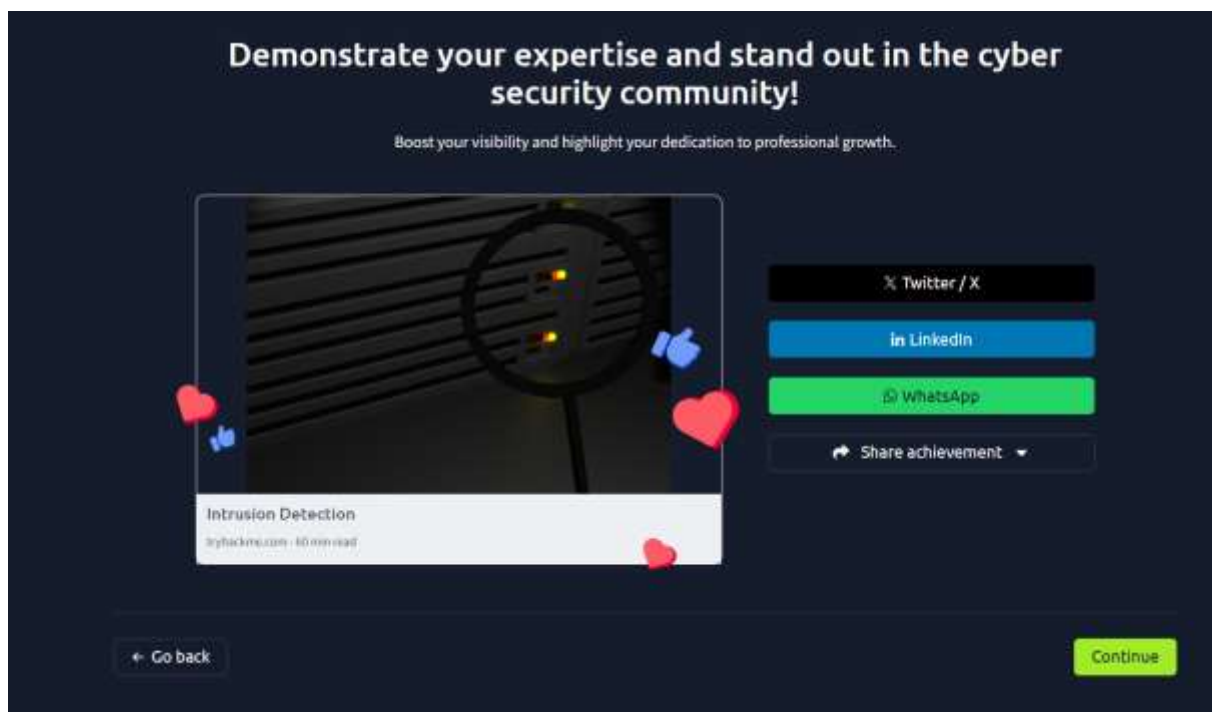 Demonstrate your expertise and stand out in the cyber
security community!
Boost your visibility and highlight your dedication to professional growth.
𝕏 Twitter / X
in LinkedIn
WhatsApp
Share achievement
Intrusion Detection
tryhackme.com - 60 min read
← Go back
Continue